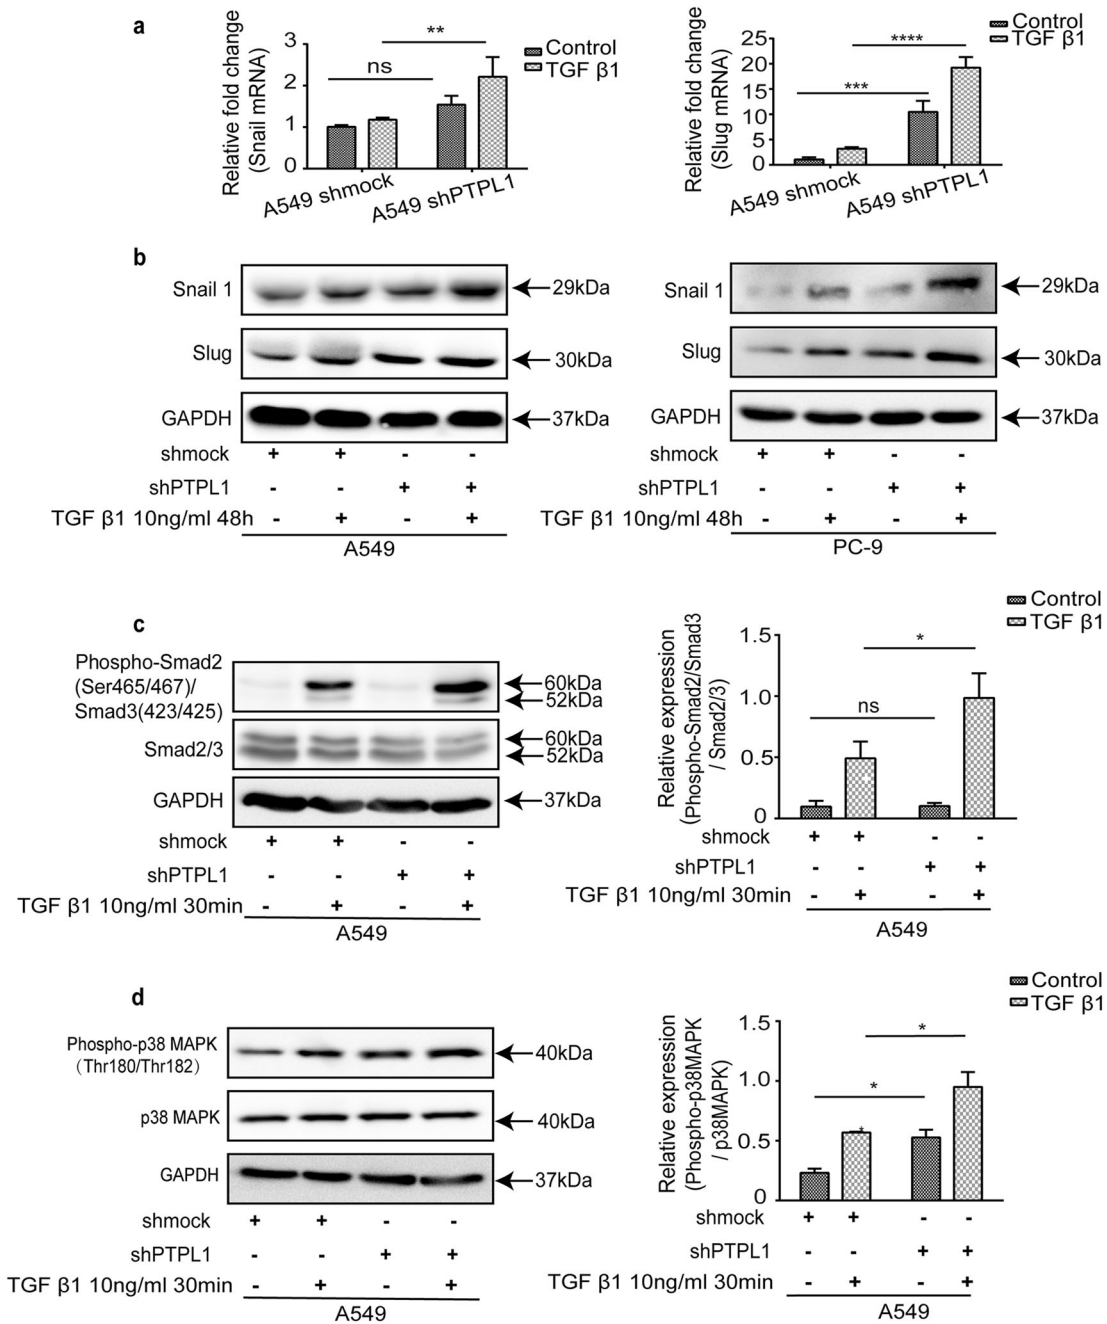 a
Relative fold change
(Snail mRNA)
3
2
1
0
ns
**
Control
TGF β1
A549 shmock
A549 shPTPL1
Relative fold change
(Slug mRNA)
25
20
15
10
5
0
***
****
Control
TGF β1
A549 shmock
A549 shPTPL1
b
Snail 1
29kDa
Slug
30kDa
GAPDH
37kDa
shmock + + - -
shPTPL1 - - + +
TGF β1 10ng/ml 48h - + - +
A549
Snail 1
29kDa
Slug
30kDa
GAPDH
37kDa
shmock + + - -
shPTPL1 - - + +
TGF β1 10ng/ml 48h - + - +
PC-9
c
Phospho-Smad2
(Ser465/467)/
Smad3(423/425)
60kDa
52kDa
Smad2/3
60kDa
52kDa
GAPDH
37kDa
shmock + + - -
shPTPL1 - - + +
TGF β1 10ng/ml 30min - + - +
A549
Control
TGF β1
Relative expression
(Phospho-Smad2/Smad3
/ Smad2/3)
1.5
1.0
0.5
0
ns
*
shmock + + - -
shPTPL1 - - + +
TGF β1 10ng/ml 30min - + - +
A549
d
Phospho-p38 MAPK
(Thr180/Thr182)
40kDa
p38 MAPK
40kDa
GAPDH
37kDa
shmock + + - -
shPTPL1 - - + +
TGF β1 10ng/ml 30min - + - +
A549
Control
TGF β1
Relative expression
(Phospho-p38MAPK
/ p38MAPK)
1.5
1.0
0.5
0
*
*
*
shmock + + - -
shPTPL1 - - + +
TGF β1 10ng/ml 30min - + - +
A549